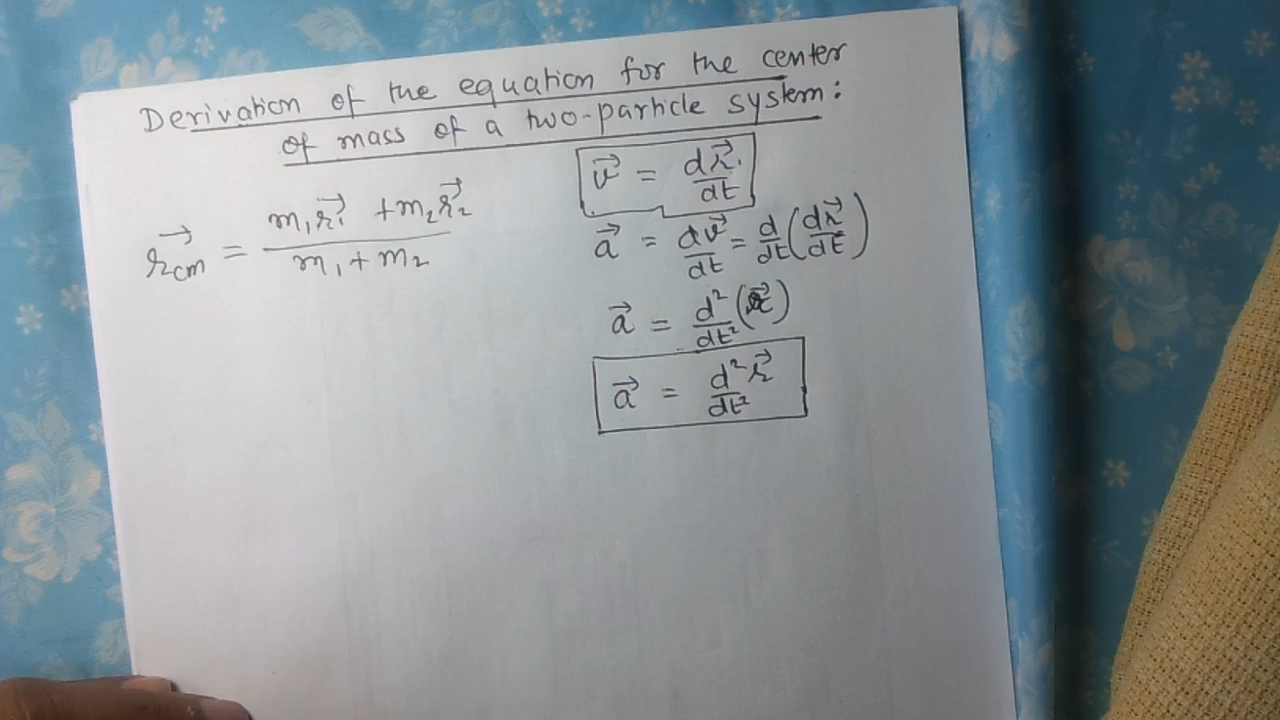 Derivation of the equation for the center
of mass of a two-particle system:
r⃗cm = (m₁r⃗₁ + m₂r⃗₂) / (m₁ + m₂)
v⃗ = dr⃗/dt
a⃗ = dv⃗/dt = d/dt (dr⃗/dt)
a⃗ = d²/dt² (r⃗)
a⃗ = d²r⃗/dt²